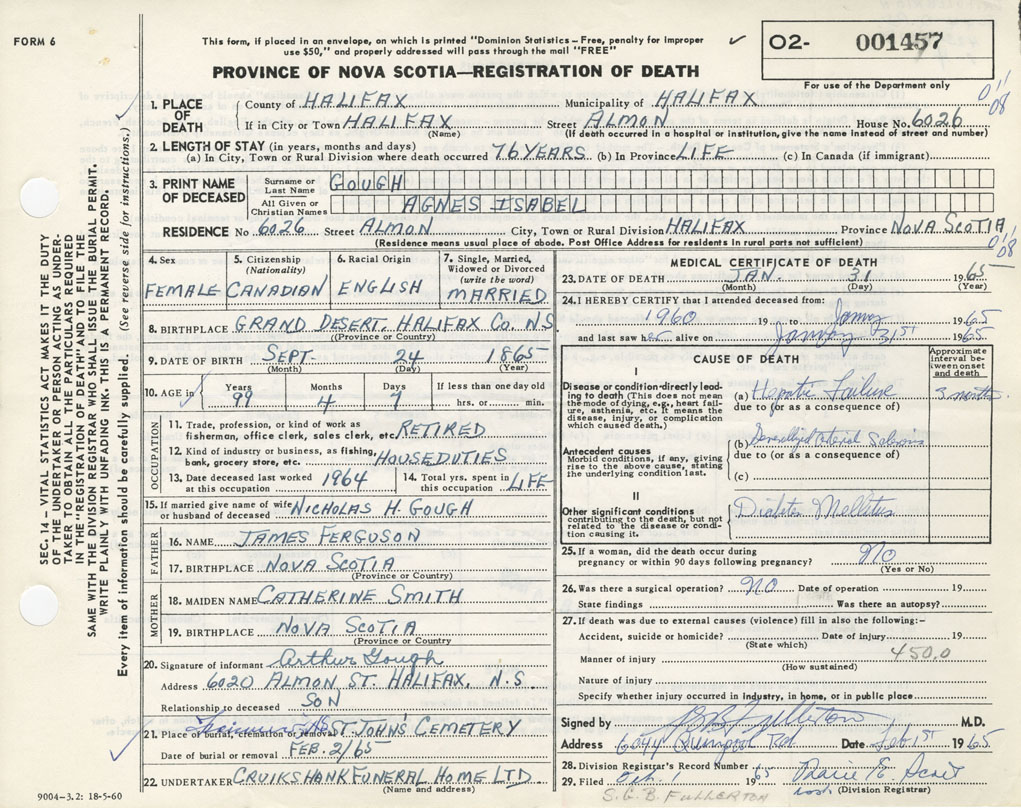 FORM 6
This form, if placed in an envelope, on which is printed "Dominion Statistics - Free, penalty for improper
use $50," and properly addressed will pass through the mail "FREE"
02- 001457
For use of the Department only
PROVINCE OF NOVA SCOTIA—REGISTRATION OF DEATH
SEC. 14 — VITAL STATISTICS ACT MAKES IT THE DUTY
OF THE UNDERTAKER OR PERSON ACTING AS UNDER-
TAKER TO OBTAIN ALL THE PARTICULARS REQUIRED
IN THE "REGISTRATION OF DEATH" AND TO FILE THE
SAME WITH THE DIVISION REGISTRAR WHO SHALL ISSUE THE BURIAL PERMIT.
WRITE PLAINLY WITH UNFADING INK. THIS IS A PERMANENT RECORD.
Every item of information should be carefully supplied. (See reverse side for instructions.)
1. PLACE OF DEATH
County of HALIFAX Municipality of HALIFAX
If in City or Town HALIFAX Street ALMON House No. 6026
(Name) (If death occurred in a hospital or institution, give the name instead of street and number)
2. LENGTH OF STAY (in years, months and days)
(a) In City, Town or Rural Division where death occurred 76 YEARS (b) In Province LIFE (c) In Canada (if immigrant)
3. PRINT NAME OF DECEASED
Surname or Last Name GOUGH
All Given or Christian Names AGNES ISABEL
RESIDENCE No 6026 Street ALMON City, Town or Rural Division HALIFAX Province NOVA SCOTIA
(Residence means usual place of abode. Post Office Address for residents in rural parts not sufficient)
4. Sex FEMALE
5. Citizenship (Nationality) CANADIAN
6. Racial Origin ENGLISH
7. Single, Married, Widowed or Divorced (write the word) MARRIED
8. BIRTHPLACE GRAND DESERT, HALIFAX CO. N.S
(Province or Country)
9. DATE OF BIRTH SEPT. 24 1865
(Month) (Day) (Year)
10. AGE in Years 99 Months 4 Days 7 If less than one day old hrs. or min.
OCCUPATION
11. Trade, profession, or kind of work as
fisherman, office clerk, sales clerk, etc. RETIRED
12. Kind of industry or business, as fishing,
bank, grocery store, etc. HOUSEDUTIES
13. Date deceased last worked at this occupation 1964
14. Total yrs. spent in this occupation LIFE
15. If married give name of wife or husband of deceased NICHOLAS H. GOUGH
FATHER
16. NAME JAMES FERGUSON
17. BIRTHPLACE NOVA SCOTIA
(Province or Country)
MOTHER
18. MAIDEN NAME CATHERINE SMITH
19. BIRTHPLACE NOVA SCOTIA
(Province or Country
20. Signature of informant Arthur Gough
Address 6020 ALMON ST. HALIFAX, N.S.
Relationship to deceased SON
21. Place of burial, cremation or removal ST. JOHN'S CEMETERY
Date of burial or removal FEB. 2/65
22. UNDERTAKER CRUIKSHANK FUNERAL HOME LTD.
(Name and address)
9004-3.2: 18-5-60
MEDICAL CERTIFICATE OF DEATH
23. DATE OF DEATH JAN. 31 1965
(Month) (Day) (Year)
24. I HEREBY CERTIFY that I attended deceased from:
1960 19 to 1965
and last saw her alive on 31st 1965
CAUSE OF DEATH
Approximate interval between onset and death
I
Disease or condition directly lead-
ing to death (This does not mean
the mode of dying, e.g., heart fail-
ure, asthenia, etc. It means the
disease, injury, or complication
which caused death.)
(a) Hepatic Failure 3 months
due to (or as a consequence of)
Antecedent causes
Morbid conditions, if any, giving
rise to the above cause, stating
the underlying condition last.
(b) Generalized Arterial Sclerosis
due to (or as a consequence of)
(c)
II
Other significant conditions
contributing to the death, but not
related to the disease or condi-
tion causing it.
Diabetes Mellitus
25. If a woman, did the death occur during
pregnancy or within 90 days following pregnancy? No
(Yes or No)
26. Was there a surgical operation? NO Date of operation 19
State findings Was there an autopsy?
27. If death was due to external causes (violence) fill in also the following:-
Accident, suicide or homicide? Date of injury 19
(State which)
450.0
Manner of injury
(How sustained)
Nature of injury
Specify whether injury occurred in industry, in home, or in public place
Signed by Fullerton M.D.
Address 6044 Quinpool Rd Date Feb 1st 1965
28. Division Registrar's Record Number
29. Filed 1 1965
(Division Registrar)
S.G.B. FULLERTON